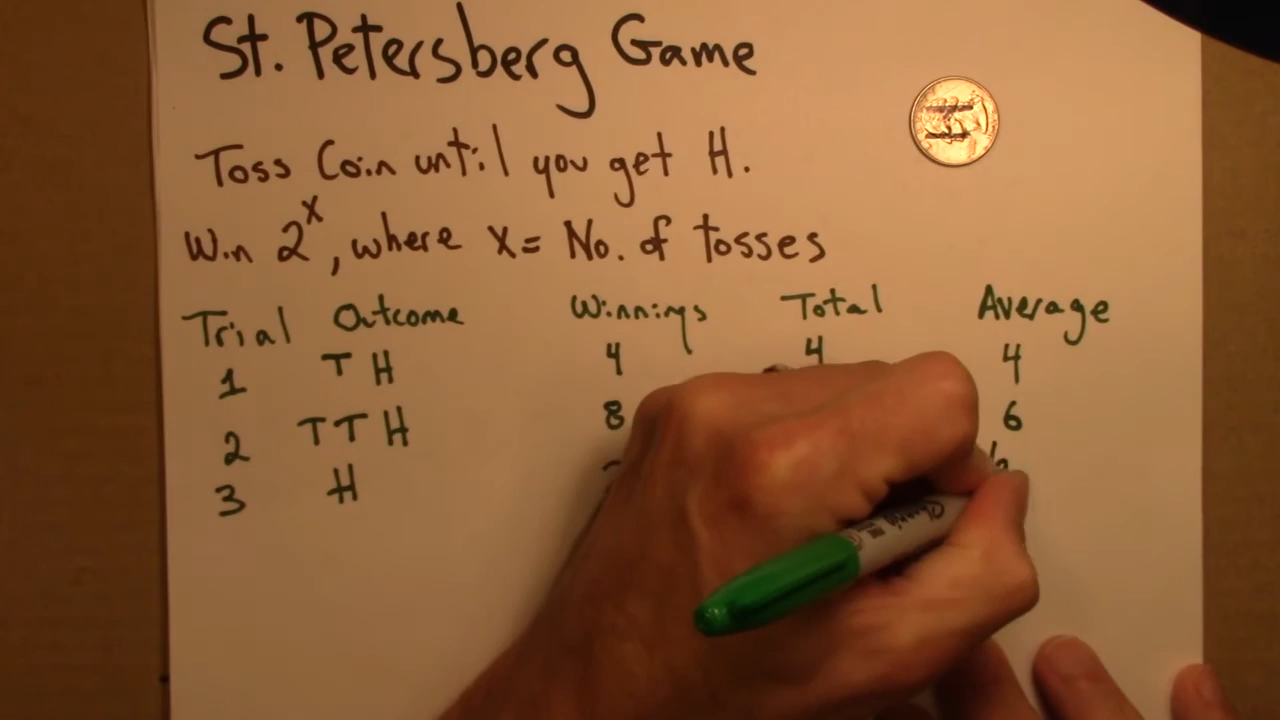 St. Petersberg Game
H
Toss Coin until you get H.
Win 2^x, where x = No. of tosses
Trial Outcome Winnings Total Average
1 T H 4 4 4
2 T T H 8 6
3 H